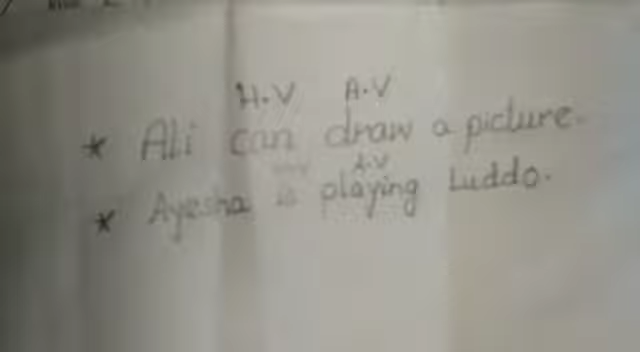 H.V A.V
* Ali can draw a picture.
A.V
* Ayesha is playing Luddo.